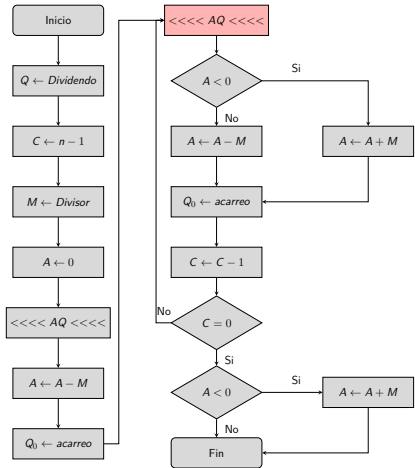 Inicio
Q ← Dividendo
C ← n − 1
M ← Divisor
A ← 0
<<<< AQ <<<<
A ← A − M
Q₀ ← acarreo
<<<< AQ <<<<
A < 0
Si
No
A ← A − M
A ← A + M
Q₀ ← acarreo
C ← C − 1
C = 0
No
Si
A < 0
Si
No
A ← A + M
Fin